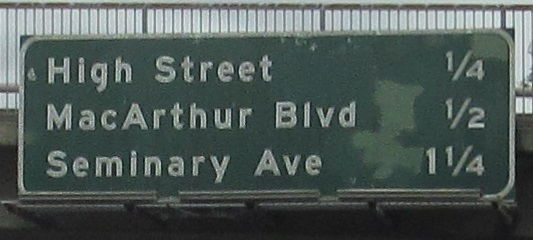 High Street 1/4
MacArthur Blvd 1/2
Seminary Ave 1 1/4